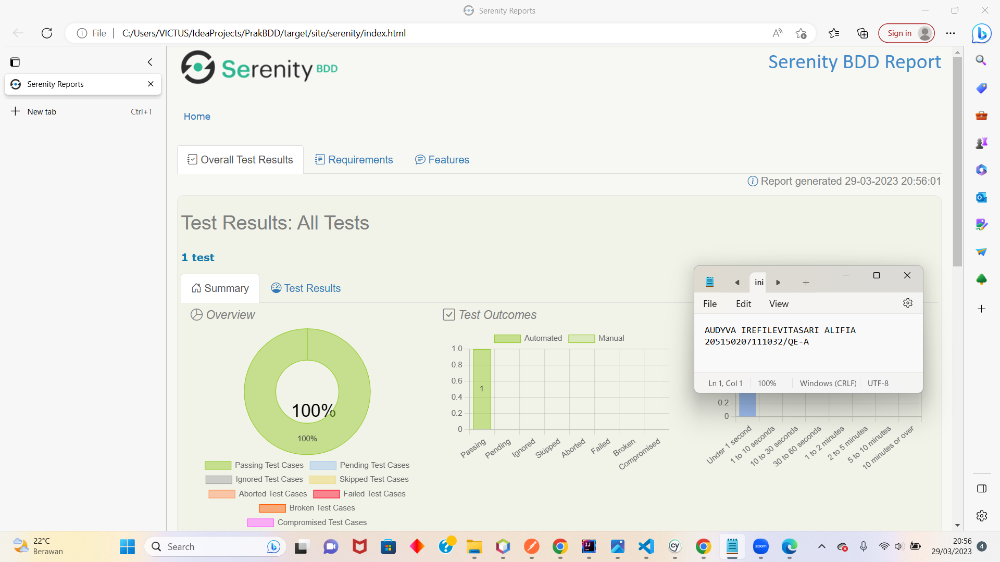 Serenity Reports
File
C:/Users/VICTUS/IdeaProjects/PrakBDD/target/site/serenity/index.html
Sign in
Serenity Reports
New tab Ctrl+T
Serenity BDD
Serenity BDD Report
Home
Overall Test Results Requirements Features
Report generated 29-03-2023 20:56:01
Test Results: All Tests
1 test
Summary Test Results
Overview
100%
100%
Passing Test Cases Pending Test Cases
Ignored Test Cases Skipped Test Cases
Aborted Test Cases Failed Test Cases
Broken Test Cases
Compromised Test Cases
Test Outcomes
Automated Manual
1.0
0.8
0.6
0.4
0.2
0
1
Passing Pending Ignored Skipped Aborted Failed Broken Compromised
ini
File Edit View
AUDYVA IREFILEVITASARI ALIFIA
205150207111032/QE-A
Ln 1, Col 1 100% Windows (CRLF) UTF-8
0.2
0
Under 1 second 1 to 10 seconds 10 to 30 seconds 30 to 60 seconds 1 to 2 minutes 2 to 5 minutes 5 to 10 minutes 10 minutes or over
22°C
Berawan
Search
IJ
CY
zoom
20:56
29/03/2023
4